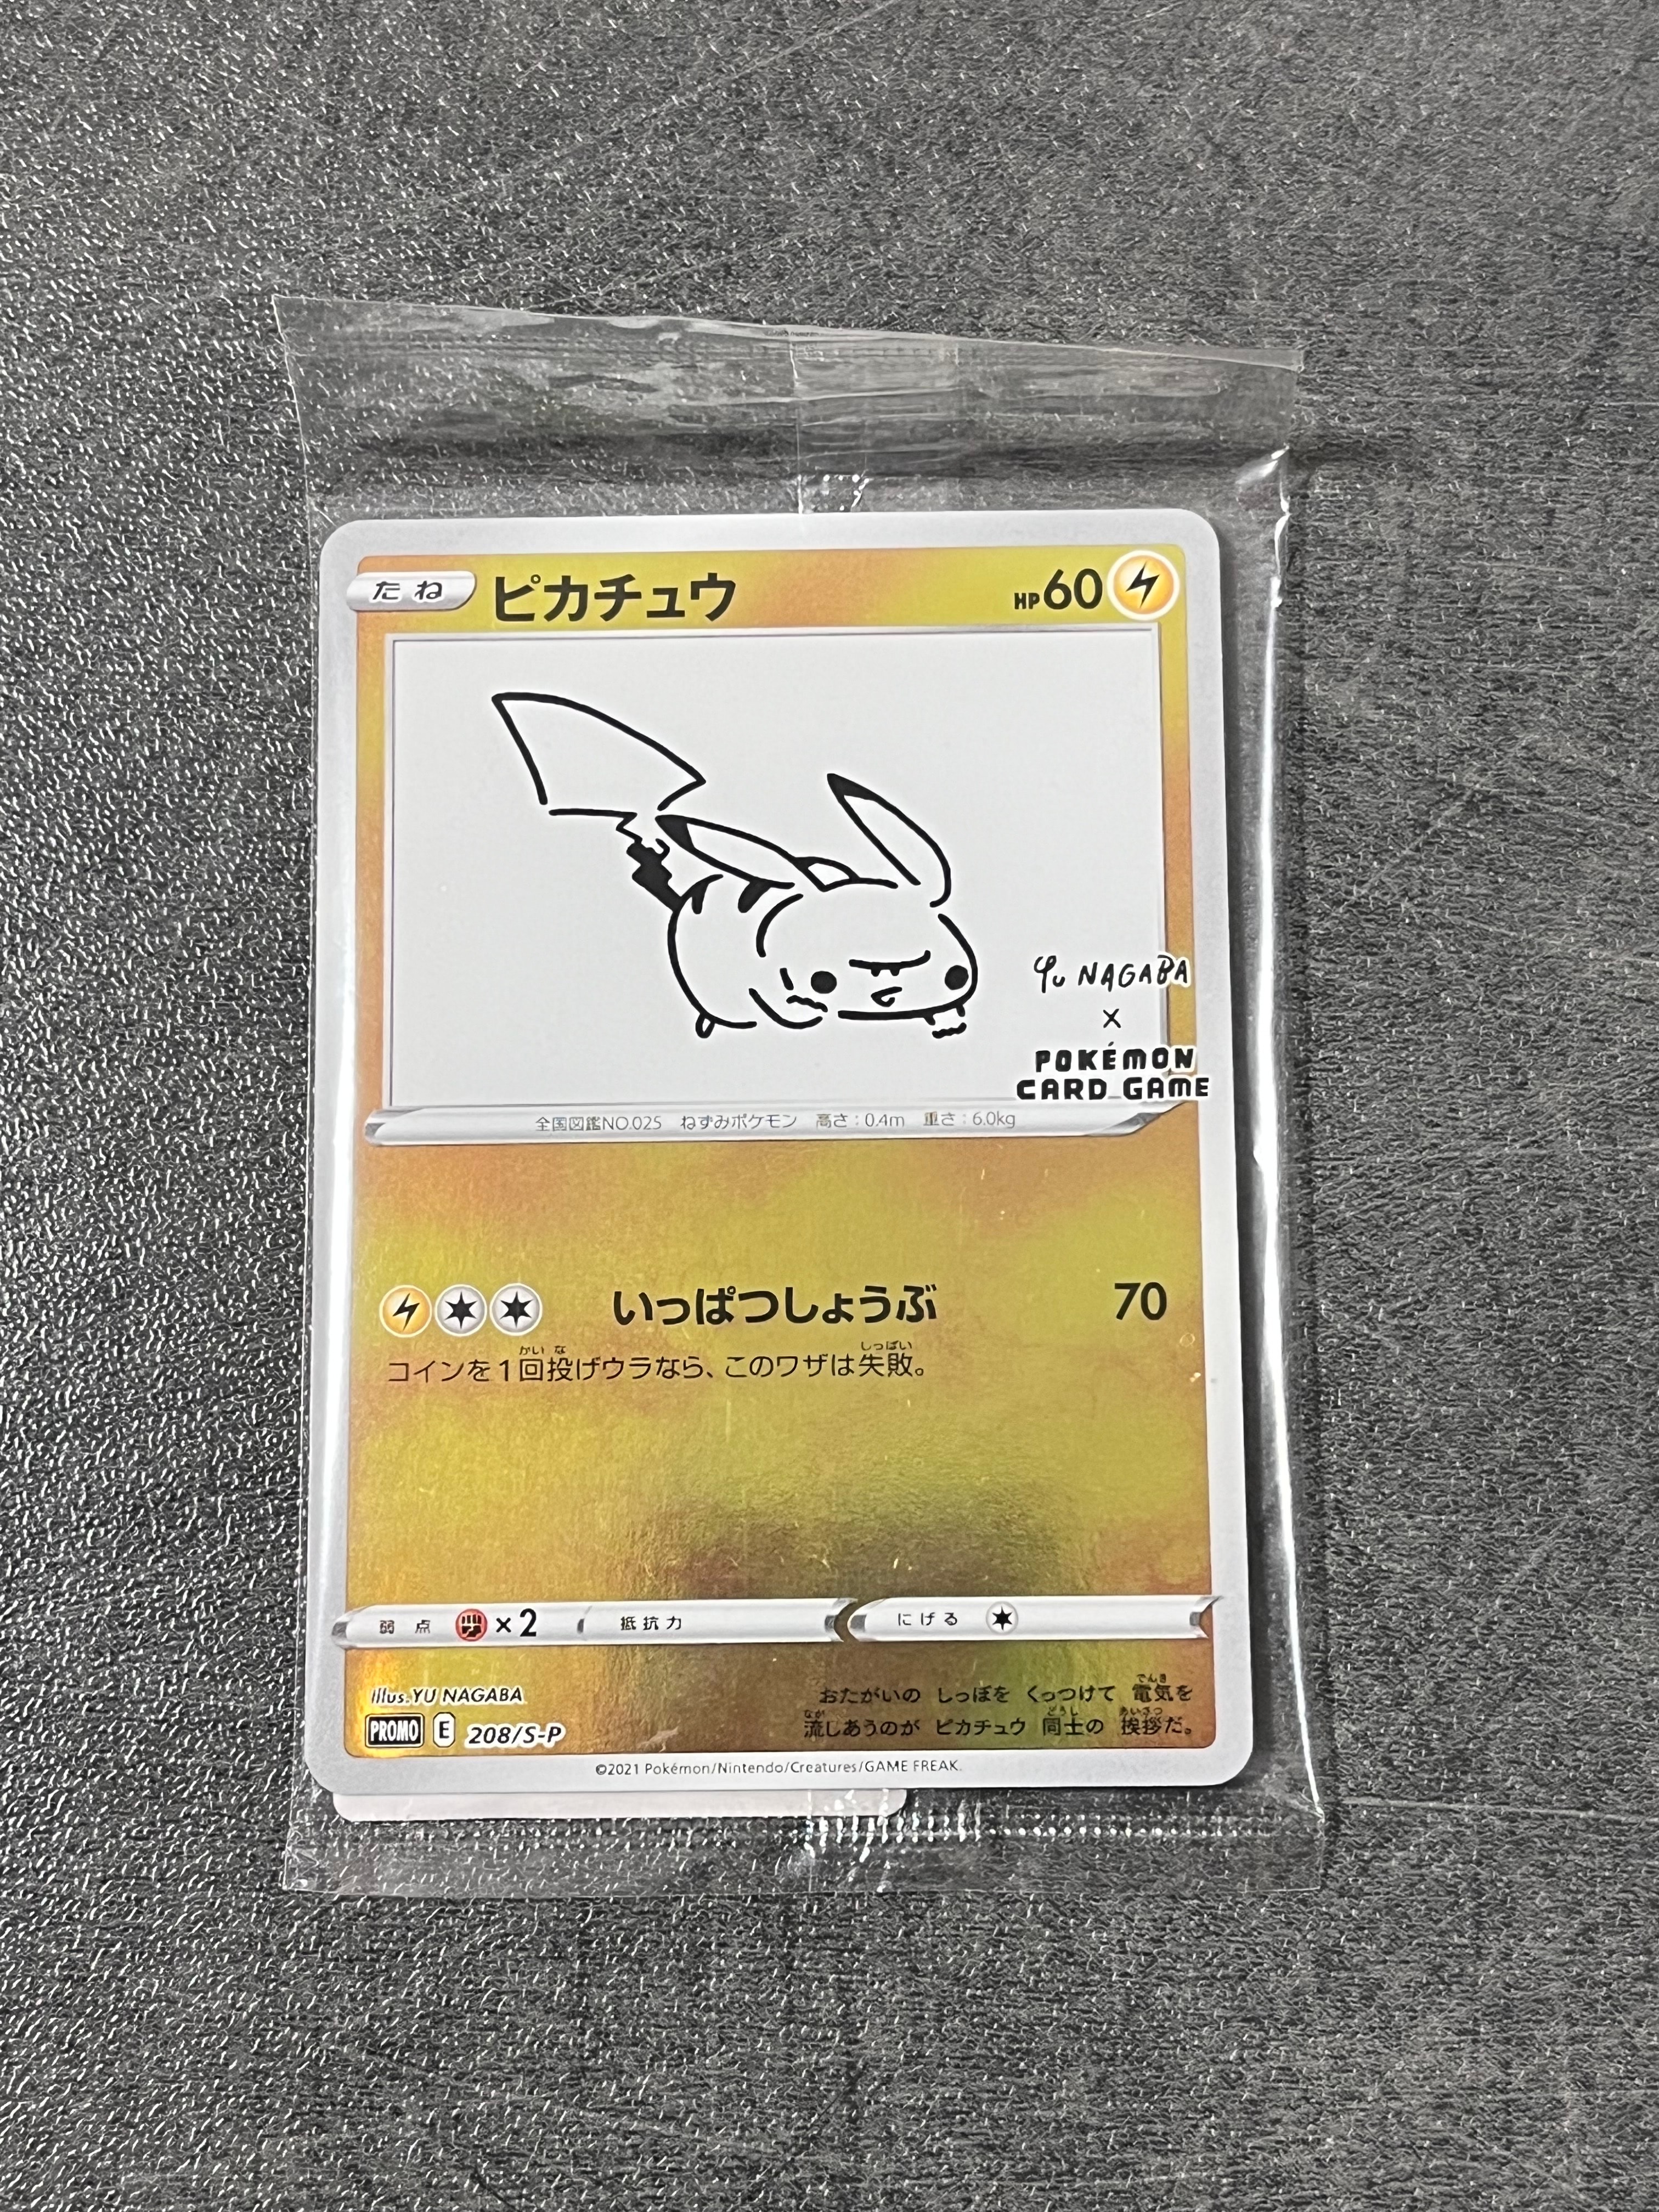 たね ピカチュウ HP60
Yu NAGABA
×
POKÉMON
CARD GAME
全国図鑑NO.025 ねずみポケモン 高さ：0.4m 重さ：6.0kg
いっぱつしょうぶ 70
コインを1回投げウラなら、このワザは失敗。
弱点 ×2 抵抗力 にげる
Illus.YU NAGABA
PROMO E 208/S-P
おたがいの しっぽを くっつけて 電気を
流しあうのが ピカチュウ 同士の 挨拶だ。
©2021 Pokémon/Nintendo/Creatures/GAME FREAK.